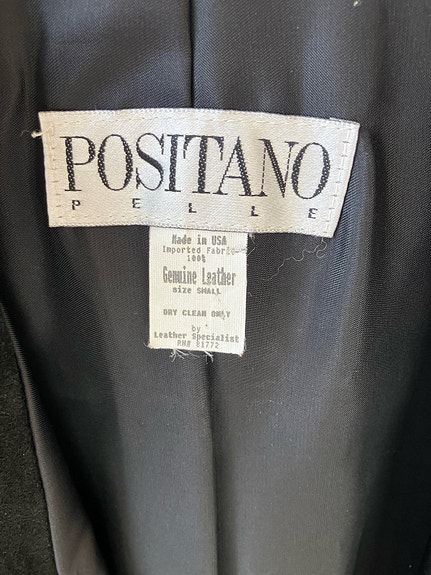 POSITANO
PELLE
Made in USA
Imported Fabric
100%
Genuine Leather
size SMALL
DRY CLEAN ONLY
by
Leather Specialist
RN# 81772